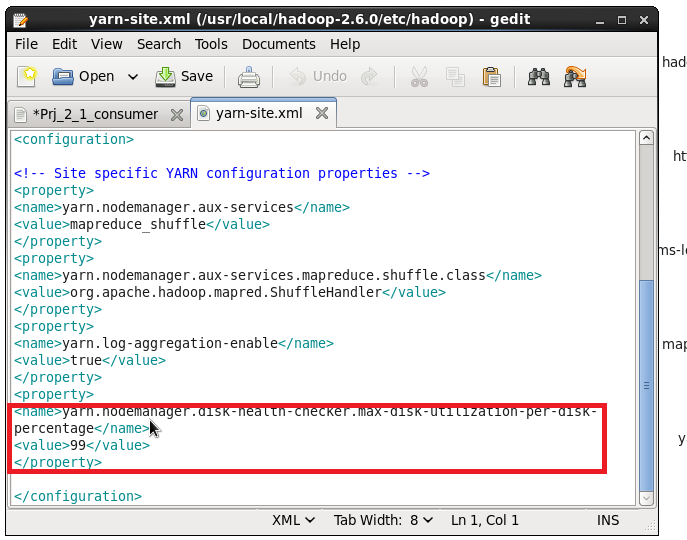 yarn-site.xml (/usr/local/hadoop-2.6.0/etc/hadoop) - gedit
File Edit View Search Tools Documents Help
Open Save Undo
*Prj_2_1_consumer yarn-site.xml
<configuration>
<!-- Site specific YARN configuration properties -->
<property>
<name>yarn.nodemanager.aux-services</name>
<value>mapreduce_shuffle</value>
</property>
<property>
<name>yarn.nodemanager.aux-services.mapreduce.shuffle.class</name>
<value>org.apache.hadoop.mapred.ShuffleHandler</value>
</property>
<property>
<name>yarn.log-aggregation-enable</name>
<value>true</value>
</property>
<property>
<name>yarn.nodemanager.disk-health-checker.max-disk-utilization-per-disk-
percentage</name>
<value>99</value>
</property>
</configuration>
XML Tab Width: 8 Ln 1, Col 1 INS